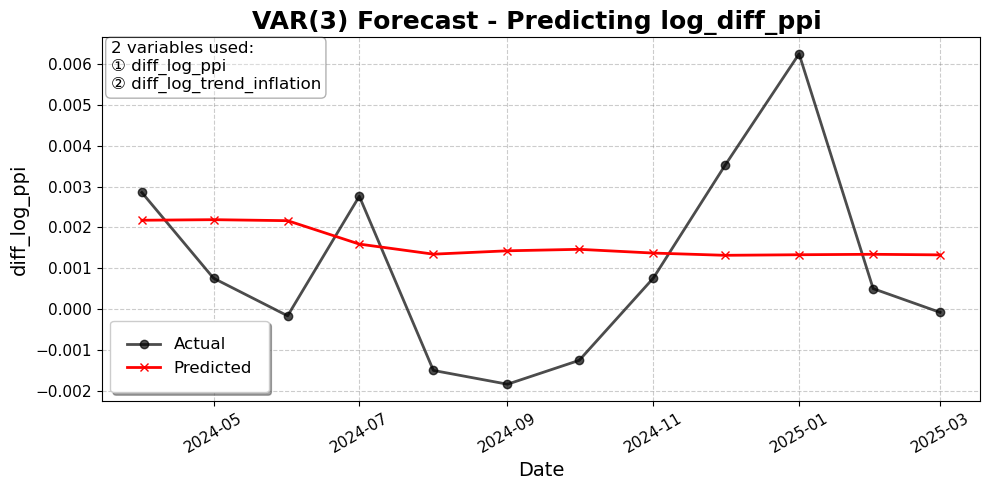 VAR(3) Forecast - Predicting log_diff_ppi
2 variables used:
① diff_log_ppi
② diff_log_trend_inflation
diff_log_ppi
0.006
0.005
0.004
0.003
0.002
0.001
0.000
−0.001
−0.002
Actual
Predicted
2024-05
2024-07
2024-09
2024-11
2025-01
2025-03
Date